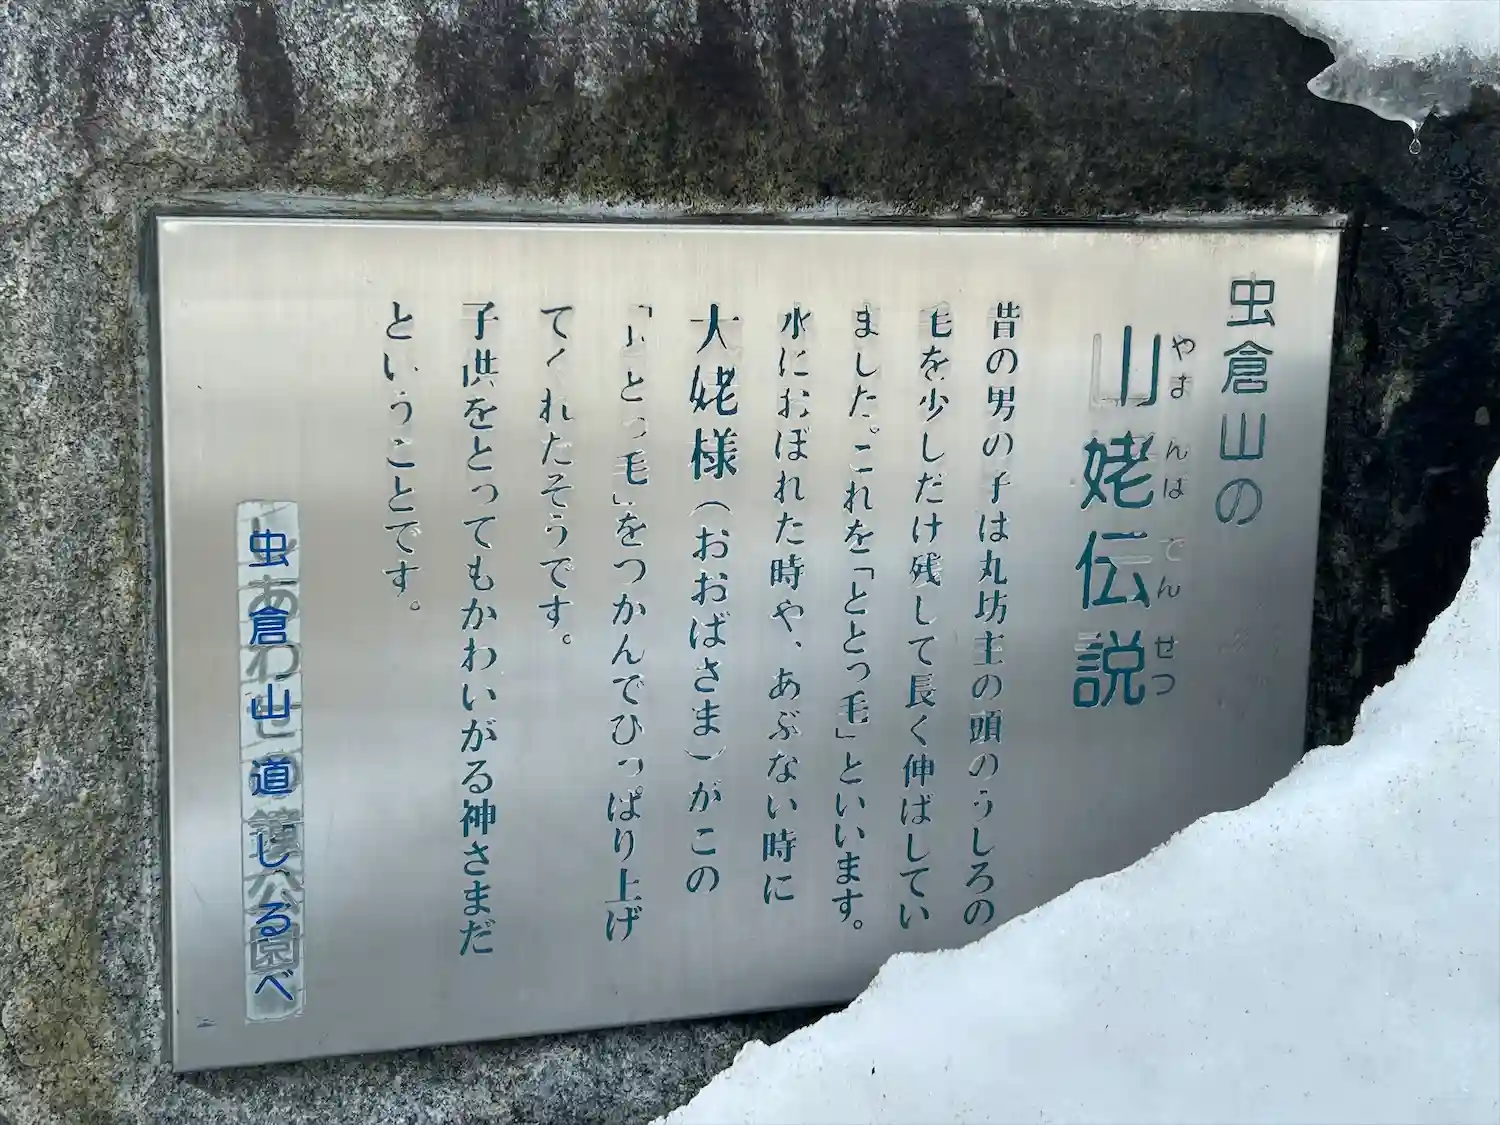 虫倉山の
山姥伝説
やまんばでんせつ
昔の男の子は丸坊主の頭のうしろの
毛を少しだけ残して長く伸ばしてい
ました。これを「ととっ毛」といいます。
水におぼれた時や、あぶない時に
大姥様(おおばさま)がこの
「ととっ毛」をつかんでひっぱり上げ
てくれたそうです。
子供をとってもかわいがる神さまだ
ということです。
虫倉山道しるべ